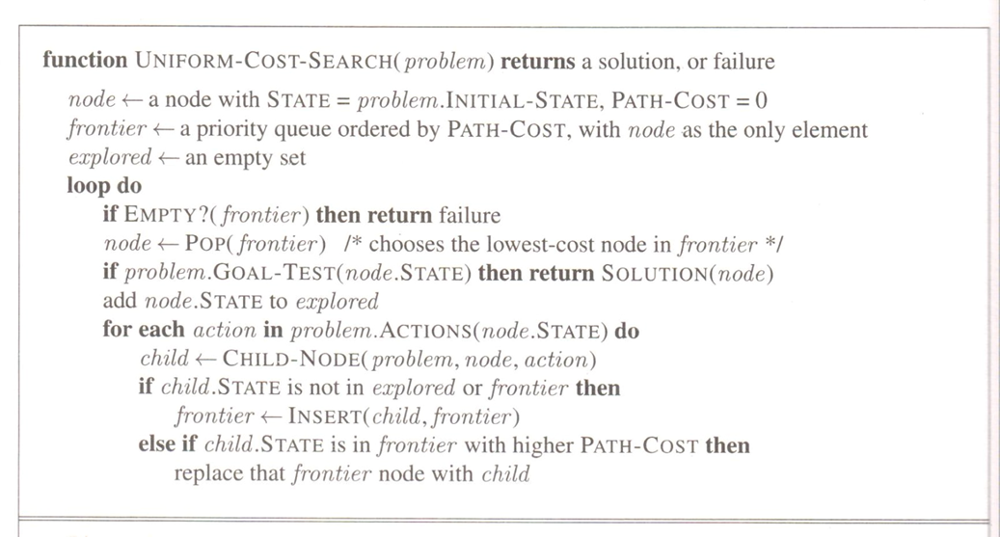 function UNIFORM-COST-SEARCH(problem) returns a solution, or failure
node ← a node with STATE = problem.INITIAL-STATE, PATH-COST = 0
frontier ← a priority queue ordered by PATH-COST, with node as the only element
explored ← an empty set
loop do
if EMPTY?(frontier) then return failure
node ← POP(frontier) /* chooses the lowest-cost node in frontier */
if problem.GOAL-TEST(node.STATE) then return SOLUTION(node)
add node.STATE to explored
for each action in problem.ACTIONS(node.STATE) do
child ← CHILD-NODE(problem, node, action)
if child.STATE is not in explored or frontier then
frontier ← INSERT(child, frontier)
else if child.STATE is in frontier with higher PATH-COST then
replace that frontier node with child